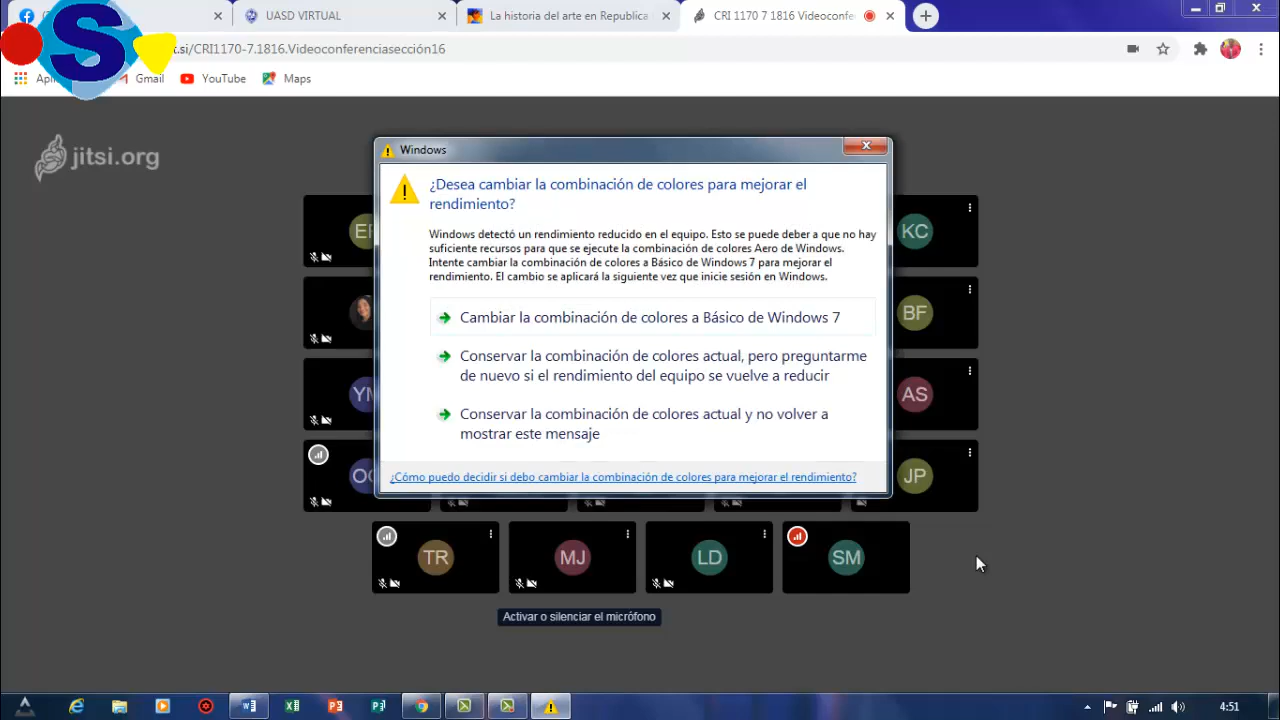 UASD VIRTUAL
La historia del arte en Republica
CRI 1170 7 1816 Videoconfe
S
t.si/CRI1170-7.1816.Videoconferenciasección16
Gmail
YouTube
Maps
jitsi.org
Windows
¿Desea cambiar la combinación de colores para mejorar el
rendimiento?
Windows detectó un rendimiento reducido en el equipo. Esto se puede deber a que no hay
suficiente recursos para que se ejecute la combinación de colores Aero de Windows.
Intente cambiar la combinación de colores a Básico de Windows 7 para mejorar el
rendimiento. El cambio se aplicará la siguiente vez que inicie sesión en Windows.
Cambiar la combinación de colores a Básico de Windows 7
Conservar la combinación de colores actual, pero preguntarme
de nuevo si el rendimiento del equipo se vuelve a reducir
Conservar la combinación de colores actual y no volver a
mostrar este mensaje
¿Cómo puedo decidir si debo cambiar la combinación de colores para mejorar el rendimiento?
KC
BF
YM
AS
JP
TR
MJ
LD
SM
Activar o silenciar el micrófono
4:51